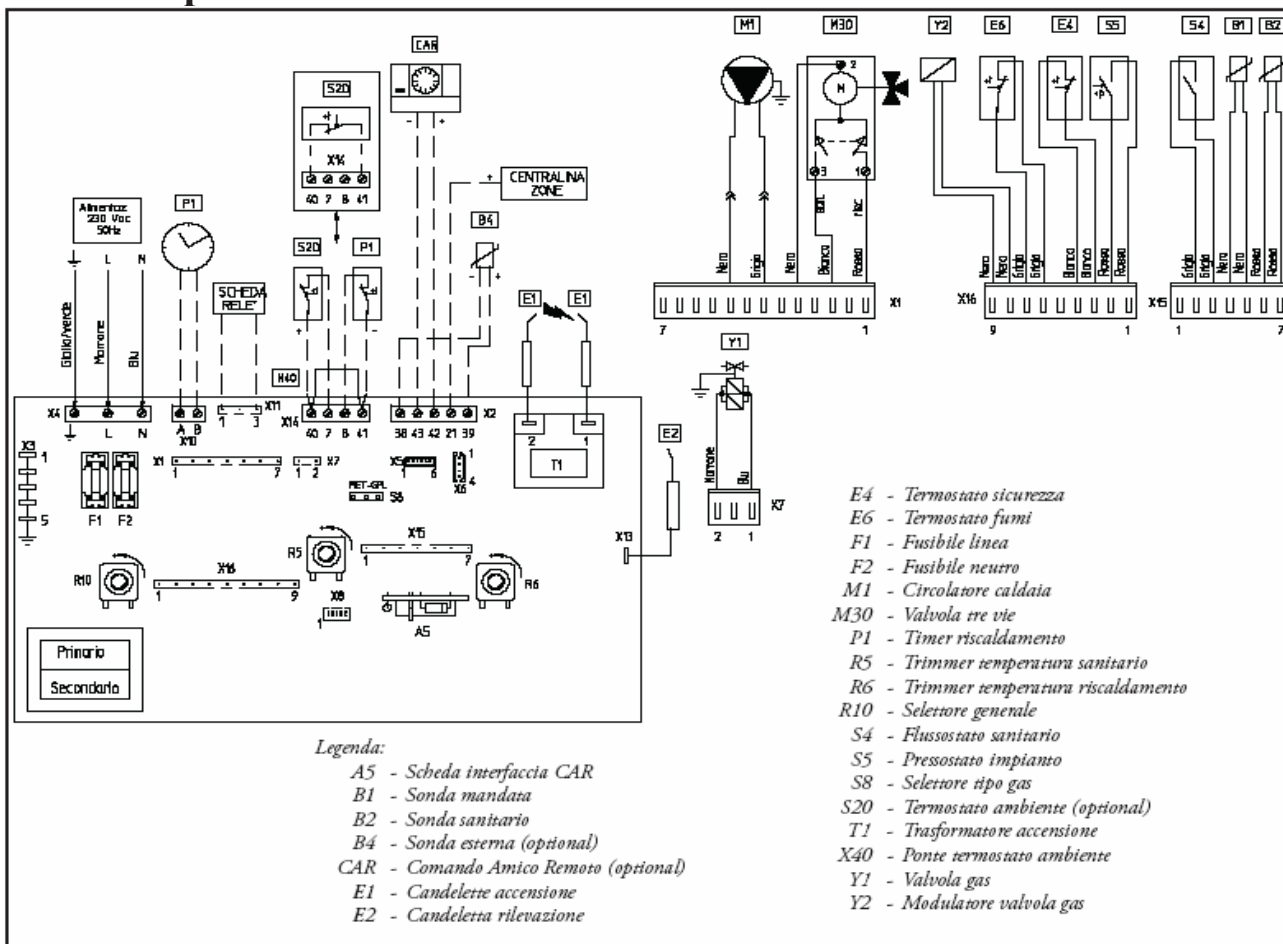 CAR
M1
M30
Y2
E6
E4
S5
S4
B1
B2
S20
X14
40 7 8 41
CENTRALINA
ZONE
P1
Alimentaz.
230 Vac
50Hz
L N
B4
S20
P1
SCHEDA
RELE'
E1 E1
2
3 1
Nero
Grigio
Nero
Bianco
Rosso
7 1
X1
Nero
Nero
Grigio
Grigio
Bianco
Bianco
Rosso
Rosso
X16
9 1
Grigio
Grigio
Nero
Nero
Rosso
Rosso
X15
1 7
Giallo/verde
Marrone
Blu
X4
L N
A B
X10
X11
1 3
X14
40 7 8 41
X2
38 43 42 21 39
2 1
T1
Y1
Marrone
Blu
X7
2 1
E2
X13
X3
1
5
F1 F2
X1
1 7
1 2
X7
X5
1 6
X6
1
4
MET-GPL
S8
R10
X16
1 9
R5
X15
1 7
X8
1
A5
R6
Primario
Secondario
Legenda:
A5 - Scheda interfaccia CAR
B1 - Sonda mandata
B2 - Sonda sanitario
B4 - Sonda esterna (optional)
CAR - Comando Amico Remoto (optional)
E1 - Candelette accensione
E2 - Candeletta rilevazione
E4 - Termostato sicurezza
E6 - Termostato fumi
F1 - Fusibile linea
F2 - Fusibile neutro
M1 - Circolatore caldaia
M30 - Valvola tre vie
P1 - Timer riscaldamento
R5 - Trimmer temperatura sanitario
R6 - Trimmer temperatura riscaldamento
R10 - Selettore generale
S4 - Flussostato sanitario
S5 - Pressostato impianto
S8 - Selettore tipo gas
S20 - Termostato ambiente (optional)
T1 - Trasformatore accensione
X40 - Ponte termostato ambiente
Y1 - Valvola gas
Y2 - Modulatore valvola gas